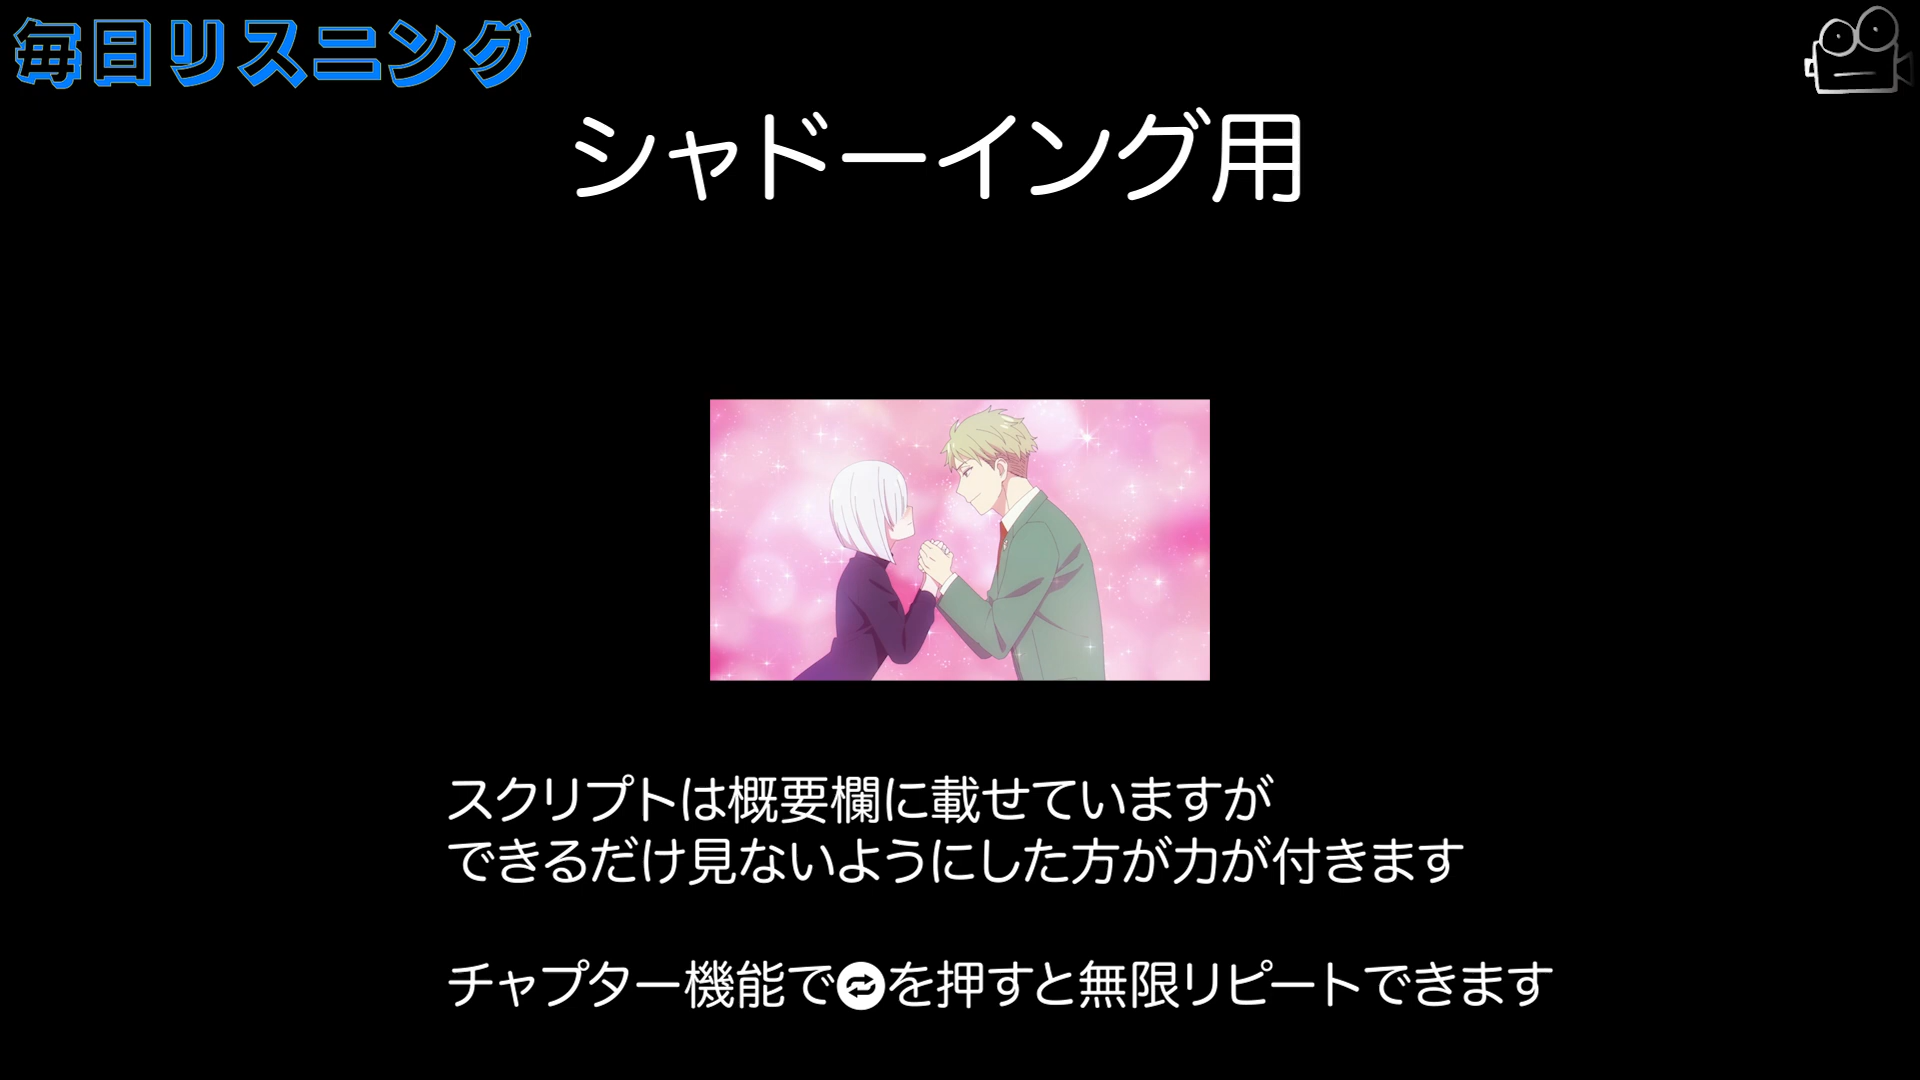 毎日リスニング
シャドーイング用
スクリプトは概要欄に載せていますが
できるだけ見ないようにした方が力が付きます
チャプター機能で🔁を押すと無限リピートできます